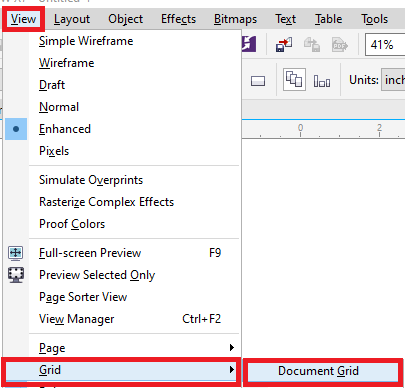 View Layout Object Effects Bitmaps Text Table Tools
Simple Wireframe
Wireframe
Draft
Normal
Enhanced
Pixels
Simulate Overprints
Rasterize Complex Effects
Proof Colors
Full-screen Preview F9
Preview Selected Only
Page Sorter View
View Manager Ctrl+F2
Page
Grid
Document Grid
41%
Units: inch
0 2